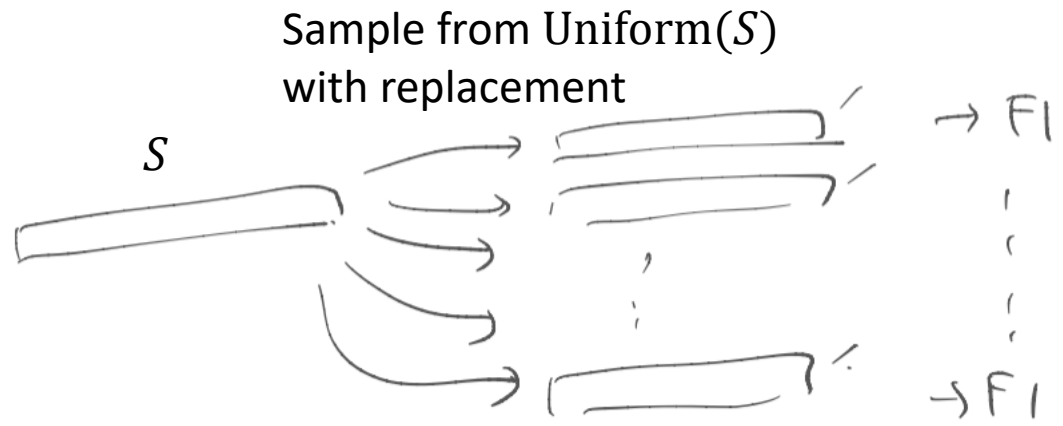 Sample from Uniform(S)
with replacement
S
→ F1
→ F1